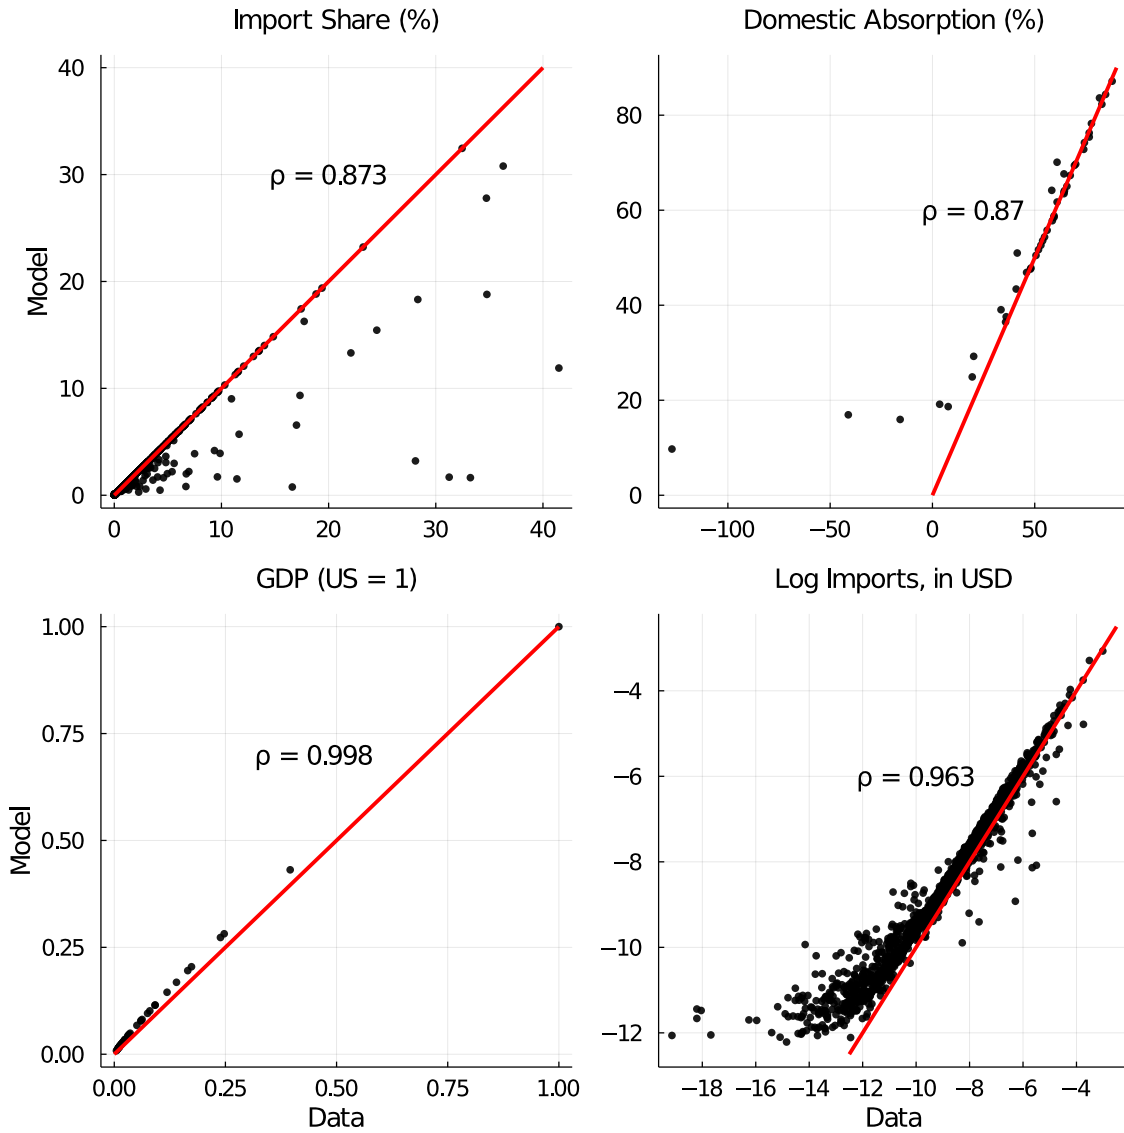 Import Share (%)
Model
40
30
20
10
0
ρ = 0.873
0 10 20 30 40
Domestic Absorption (%)
80
60
40
20
0
ρ = 0.87
−100 −50 0 50
GDP (US = 1)
Model
1.00
0.75
0.50
0.25
0.00
ρ = 0.998
0.00 0.25 0.50 0.75 1.00
Data
Log Imports, in USD
−4
−6
−8
−10
−12
ρ = 0.963
−18 −16 −14 −12 −10 −8 −6 −4
Data